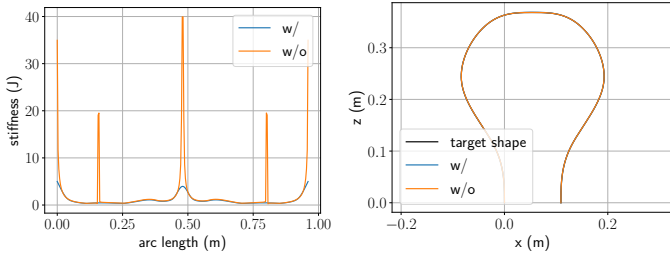 40
30
20
10
0
stiffness (J)
w/
w/o
0.00
0.25
0.50
0.75
1.00
arc length (m)
0.3
0.2
0.1
0.0
z (m)
target shape
w/
w/o
−0.2
0.0
0.2
x (m)